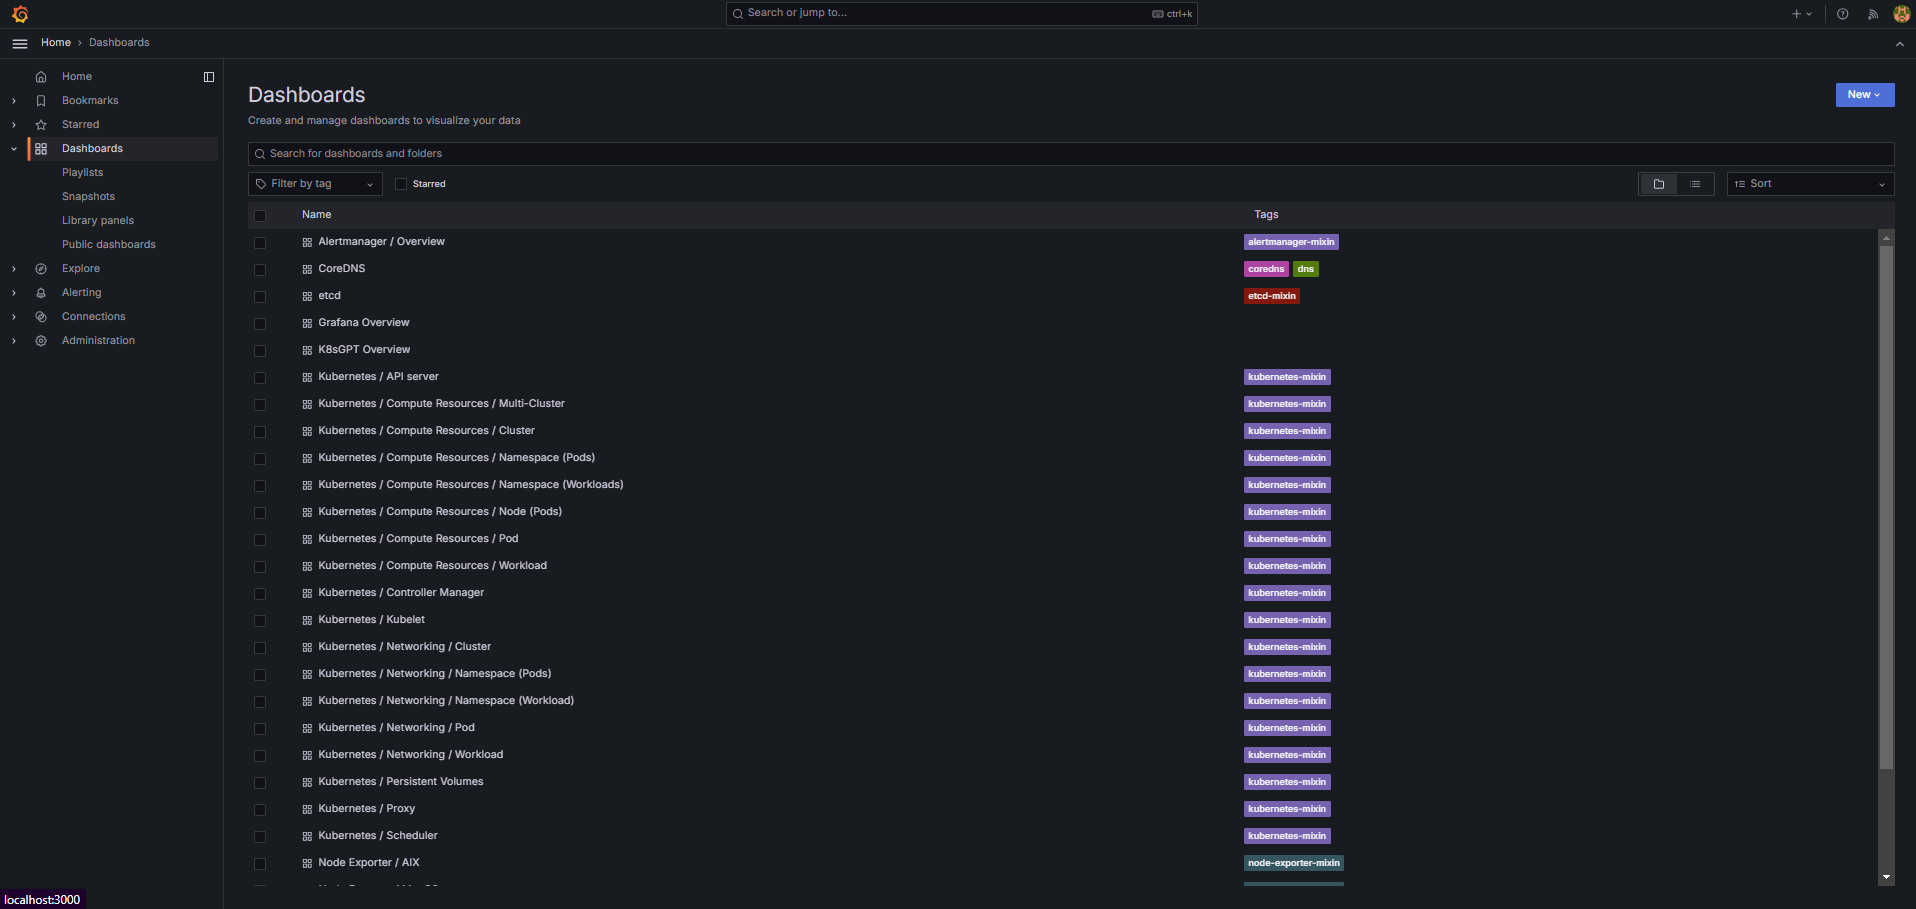 Search or jump to...
ctrl+k
Home
Dashboards
Home
Bookmarks
Starred
Dashboards
Playlists
Snapshots
Library panels
Public dashboards
Explore
Alerting
Connections
Administration
Dashboards
New
Create and manage dashboards to visualize your data
Search for dashboards and folders
Filter by tag
Starred
Sort
Name Tags
Alertmanager / Overview alertmanager-mixin
CoreDNS coredns dns
etcd etcd-mixin
Grafana Overview
K8sGPT Overview
Kubernetes / API server kubernetes-mixin
Kubernetes / Compute Resources / Multi-Cluster kubernetes-mixin
Kubernetes / Compute Resources / Cluster kubernetes-mixin
Kubernetes / Compute Resources / Namespace (Pods) kubernetes-mixin
Kubernetes / Compute Resources / Namespace (Workloads) kubernetes-mixin
Kubernetes / Compute Resources / Node (Pods) kubernetes-mixin
Kubernetes / Compute Resources / Pod kubernetes-mixin
Kubernetes / Compute Resources / Workload kubernetes-mixin
Kubernetes / Controller Manager kubernetes-mixin
Kubernetes / Kubelet kubernetes-mixin
Kubernetes / Networking / Cluster kubernetes-mixin
Kubernetes / Networking / Namespace (Pods) kubernetes-mixin
Kubernetes / Networking / Namespace (Workload) kubernetes-mixin
Kubernetes / Networking / Pod kubernetes-mixin
Kubernetes / Networking / Workload kubernetes-mixin
Kubernetes / Persistent Volumes kubernetes-mixin
Kubernetes / Proxy kubernetes-mixin
Kubernetes / Scheduler kubernetes-mixin
Node Exporter / AIX node-exporter-mixin
localhost:3000